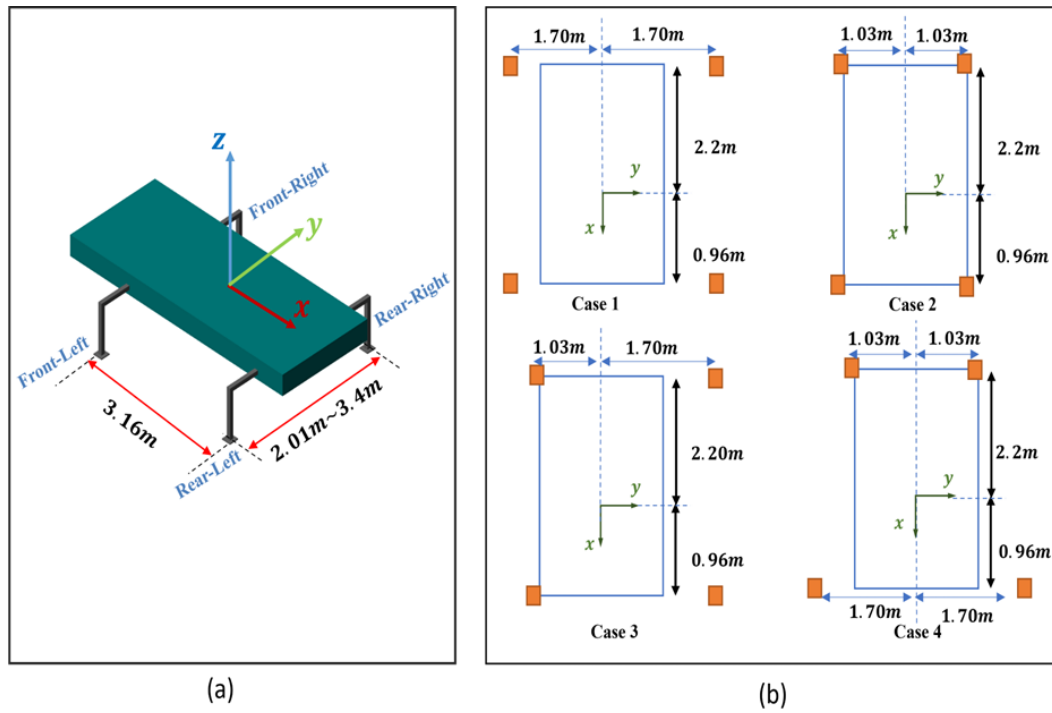 z
y
x
Front-Right
Rear-Right
Front-Left
Rear-Left
3.16m
2.01m~3.4m
(a)
1.70m 1.70m
2.2m
y
x
0.96m
Case 1
1.03m 1.03m
2.2m
y
x
0.96m
Case 2
1.03m 1.70m
2.20m
y
x
0.96m
Case 3
1.03m 1.03m
2.2m
y
x
0.96m
1.70m 1.70m
Case 4
(b)